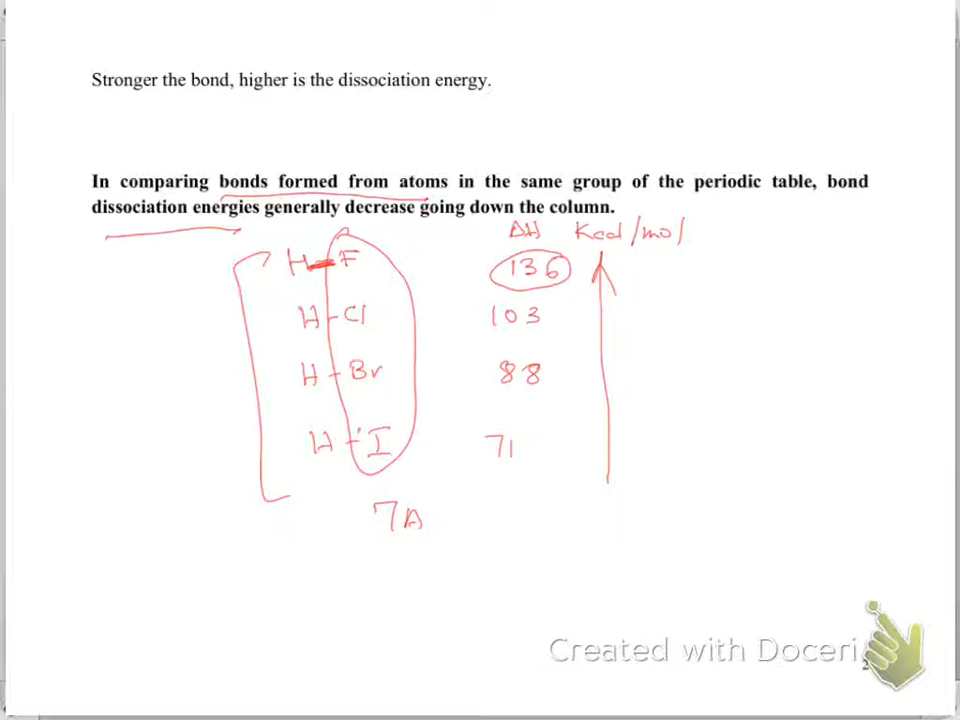 Stronger the bond, higher is the dissociation energy.
In comparing bonds formed from atoms in the same group of the periodic table, bond
dissociation energies generally decrease going down the column.
ΔH Kcal/mol
H-F 136
H-Cl 103
H-Br 88
H-I 71
7A
Created with Doceri
2